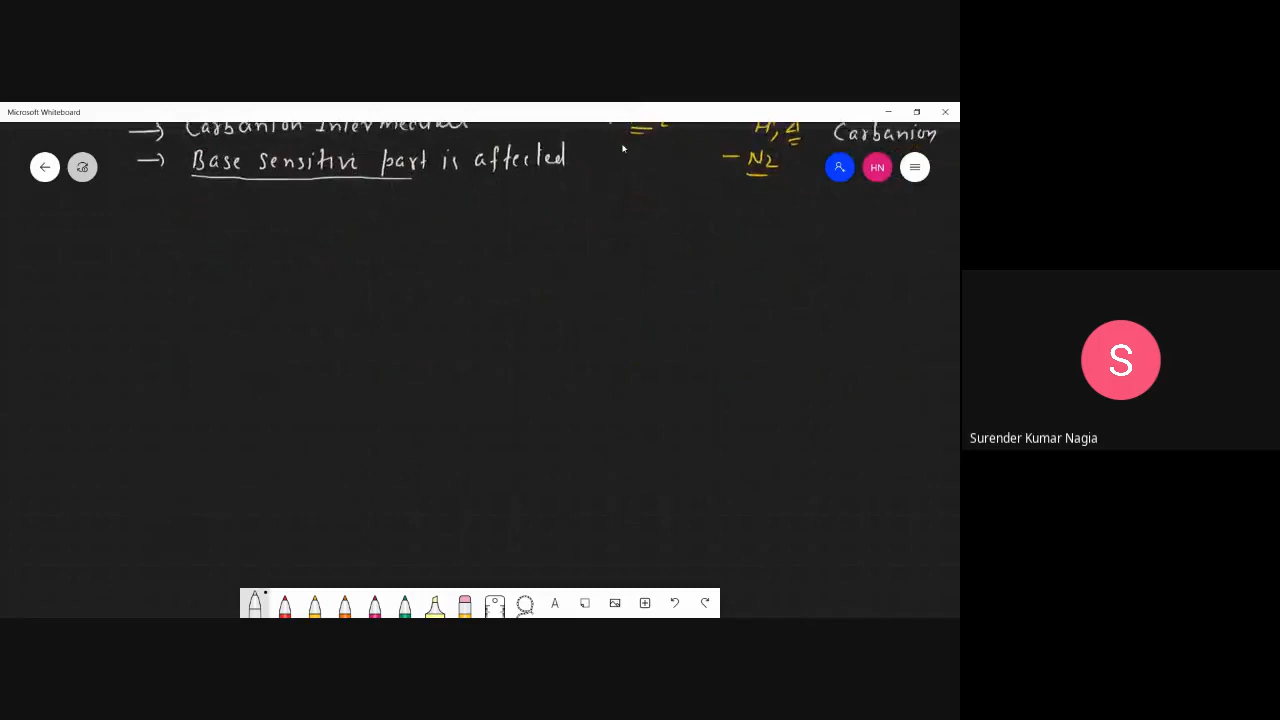 Microsoft Whiteboard
→ Carbanion Intermediate
→ Base sensitive part is affected
H, Δ
- N2
Carbanion
HN
S
Surender Kumar Nagia
A